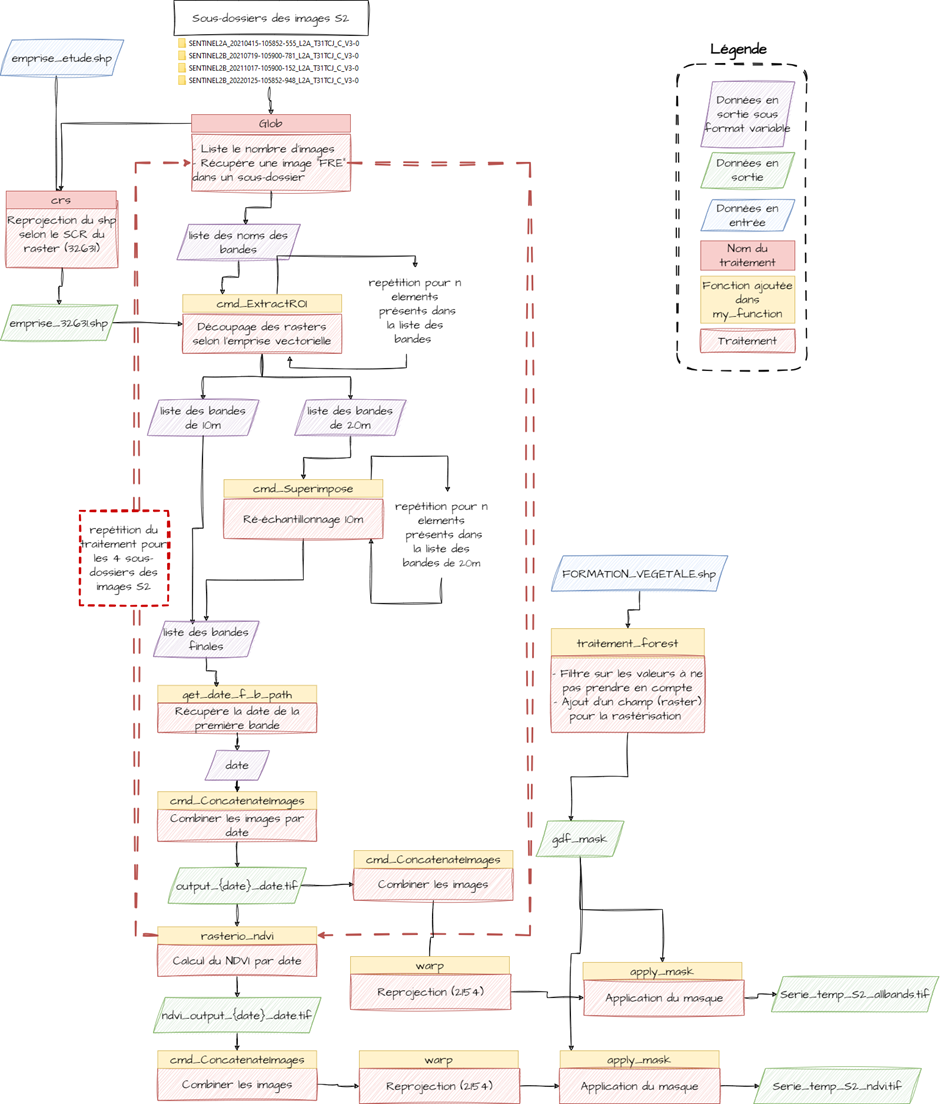 Sous-dossiers des images S2
SENTINEL2A_20210415-105852-555_L2A_T31TCJ_C_V3-0
SENTINEL2B_20210719-105900-781_L2A_T31TCJ_C_V3-0
SENTINEL2B_20211017-105900-152_L2A_T31TCJ_C_V3-0
SENTINEL2B_20220125-105852-948_L2A_T31TCJ_C_V3-0
emprise_etude.shp
Glob
- Liste le nombre d'images
- Récupère une image "FRE"
dans un sous-dossier
crs
Reprojection du shp
selon le SCR du
raster (32631)
emprise_32631.shp
liste des noms des
bandes
cmd_ExtractROI
Découpage des rasters
selon l'emprise vectorielle
repétition pour n
elements
présents dans
la liste des
bandes
liste des bandes
de 10m
liste des bandes
de 20m
cmd_Superimpose
Ré-échantillonnage 10m
repétition pour n
elements
présents dans
la liste des
bandes de 20m
repétition du
traitement pour
les 4 sous-
dossiers des
images S2
liste des bandes
finales
get_date_f_b_path
Récupère la date de la
première bande
date
cmd_ConcatenateImages
Combiner les images par
date
output_{date}_date.tif
cmd_ConcatenateImages
Combiner les images
rasterio_ndvi
Calcul du NDVI par date
warp
Reprojection (2154)
ndvi_output_{date}_date.tif
cmd_ConcatenateImages
Combiner les images
warp
Reprojection (2154)
FORMATION_VEGETALE.shp
traitement_forest
- Filtre sur les valeurs à ne
pas prendre en compte
- Ajout d'un champ (raster)
pour la rastérisation
gdf_mask
apply_mask
Application du masque
Serie_temp_S2_allbands.tif
apply_mask
Application du masque
Serie_temp_S2_ndvi.tif
Légende
Données en
sortie sous
format variable
Données en
sortie
Données en
entrée
Nom du
traitement
Fonction ajoutée
dans
my_function
Traitement